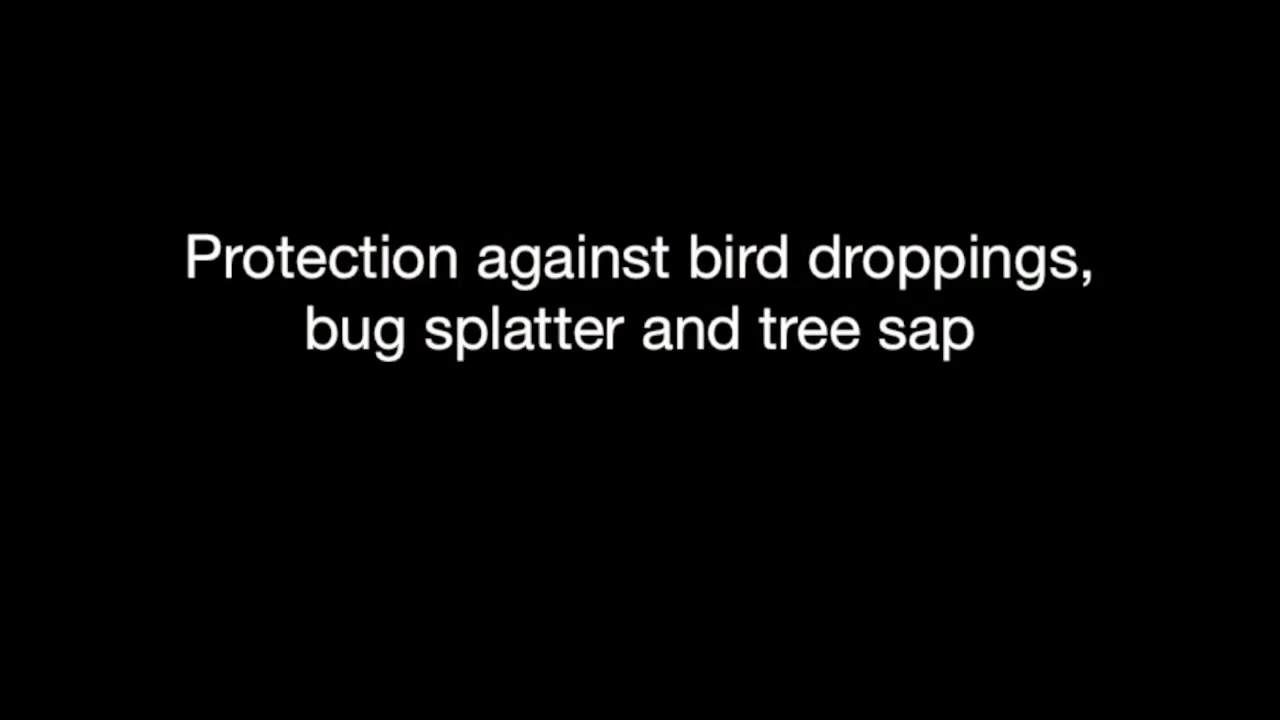 Protection against bird droppings,
bug splatter and tree sap